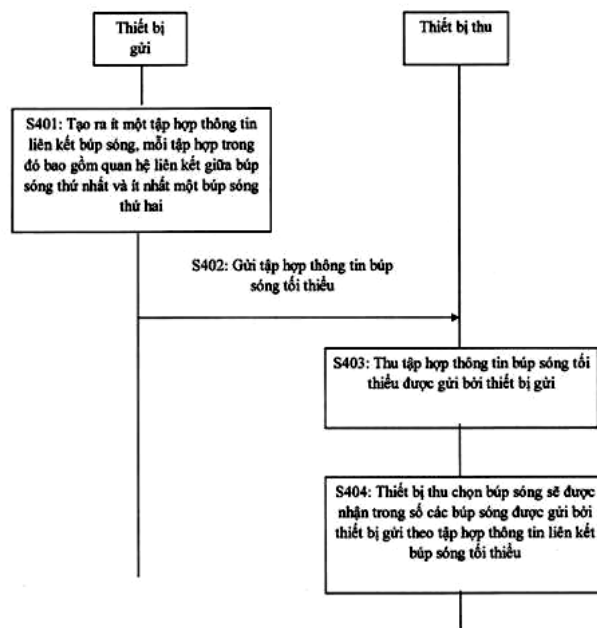 Thiết bị
gửi
Thiết bị thu
S401: Tạo ra ít một tập hợp thông tin
liên kết búp sóng, mỗi tập hợp trong
đó bao gồm quan hệ liên kết giữa búp
sóng thứ nhất và ít nhất một búp sóng
thứ hai
S402: Gửi tập hợp thông tin búp
sóng tối thiểu
S403: Thu tập hợp thông tin búp sóng tối
thiểu được gửi bởi thiết bị gửi
S404: Thiết bị thu chọn búp sóng sẽ được
nhận trong số các búp sóng được gửi bởi
thiết bị gửi theo tập hợp thông tin liên kết
búp sóng tối thiểu